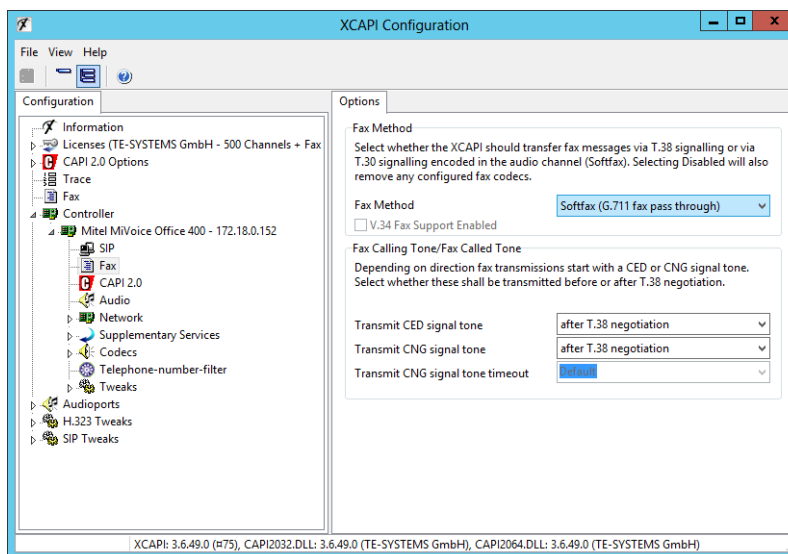 XCAPI Configuration
File View Help
Configuration
Information
Licenses (TE-SYSTEMS GmbH - 500 Channels + Fax
CAPI 2.0 Options
Trace
Fax
Controller
Mitel MiVoice Office 400 - 172.18.0.152
SIP
Fax
CAPI 2.0
Audio
Network
Supplementary Services
Codecs
Telephone-number-filter
Tweaks
Audioports
H.323 Tweaks
SIP Tweaks
Options
Fax Method
Select whether the XCAPI should transfer fax messages via T.38 signalling or via
T.30 signalling encoded in the audio channel (Softfax). Selecting Disabled will also
remove any configured fax codecs.
Fax Method Softfax (G.711 fax pass through)
V.34 Fax Support Enabled
Fax Calling Tone/Fax Called Tone
Depending on direction fax transmissions start with a CED or CNG signal tone.
Select whether these shall be transmitted before or after T.38 negotiation.
Transmit CED signal tone after T.38 negotiation
Transmit CNG signal tone after T.38 negotiation
Transmit CNG signal tone timeout Default
XCAPI: 3.6.49.0 (¤75), CAPI2032.DLL: 3.6.49.0 (TE-SYSTEMS GmbH), CAPI2064.DLL: 3.6.49.0 (TE-SYSTEMS GmbH)